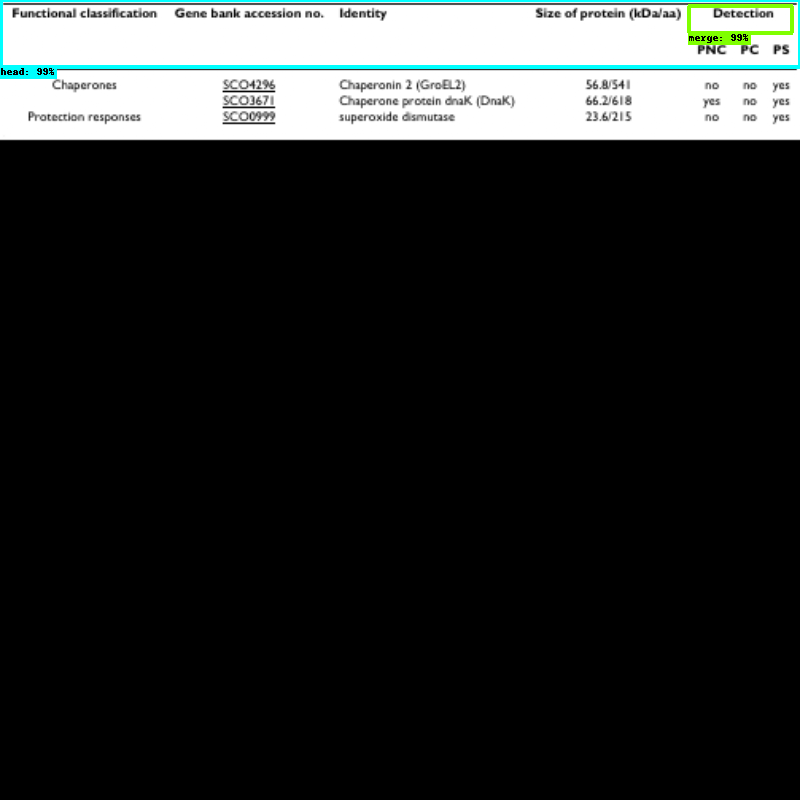 Functional classification Gene bank accession no. Identity Size of protein (kDa/aa) Detection
merge: 99%
PNC PC PS
head: 99%
Chaperones SCO4296 Chaperonin 2 (GroEL2) 56.8/541 no no yes
SCO3671 Chaperone protein dnaK (DnaK) 66.2/618 yes no yes
Protection responses SCO0999 superoxide dismutase 23.6/215 no no yes